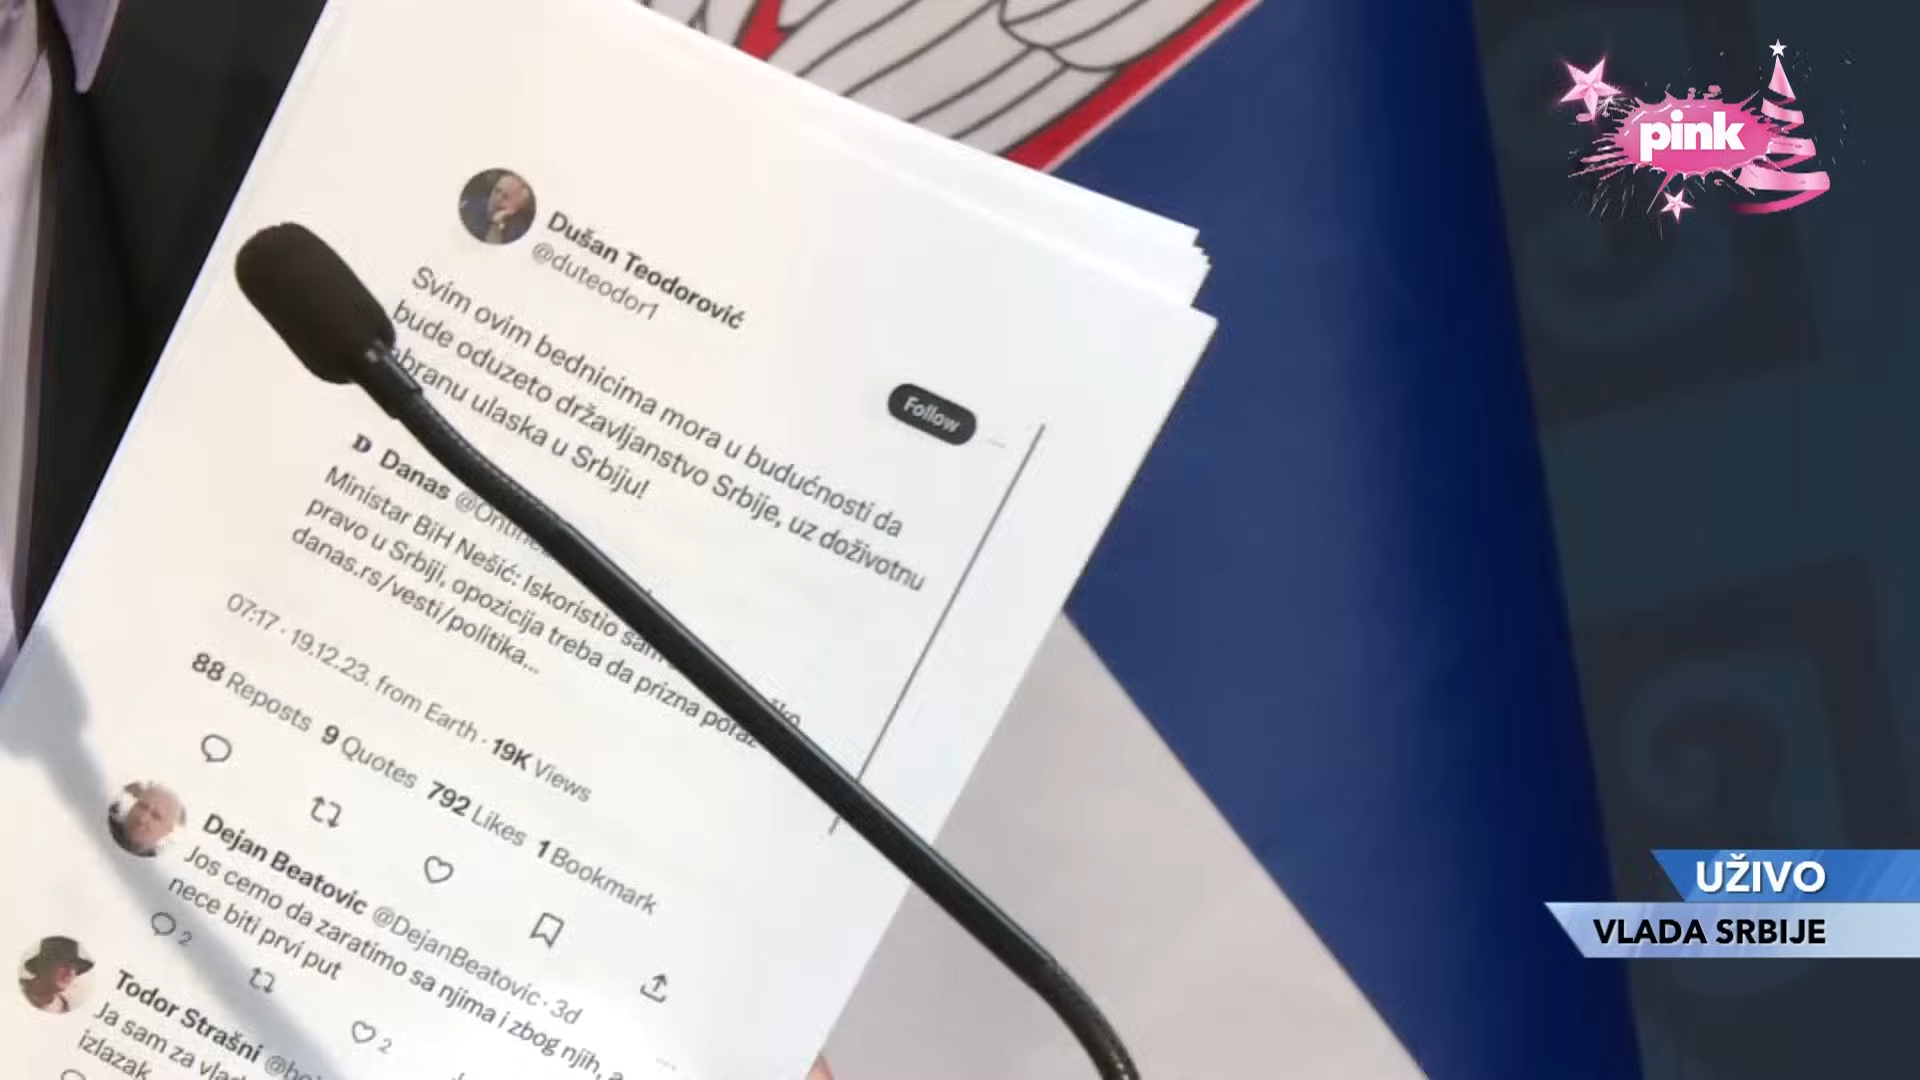 pink
Dušan Teodorović
@duteodor1
Follow
Svim ovim bednicima mora u budućnosti da
bude oduzeto državljanstvo Srbije, uz doživotnu
ulaska u Srbiju!
D Danas
Ministar BiH Nešić: Iskoristio
pravo u Srbiji, opozicija treba da prizna poraz
danas.rs/vesti/politika...
07:17 · 19.12.23. from Earth · 19K Views
88 Reposts 9 Quotes 792 Likes 1 Bookmark
Dejan Beatovic @DejanBeatovic · 3d
Jos cemo da zaratimo sa njima i zbog njih, a
nece biti prvi put
2
2
Todor Strašni
Ja sam za
izlazak
UŽIVO
VLADA SRBIJE